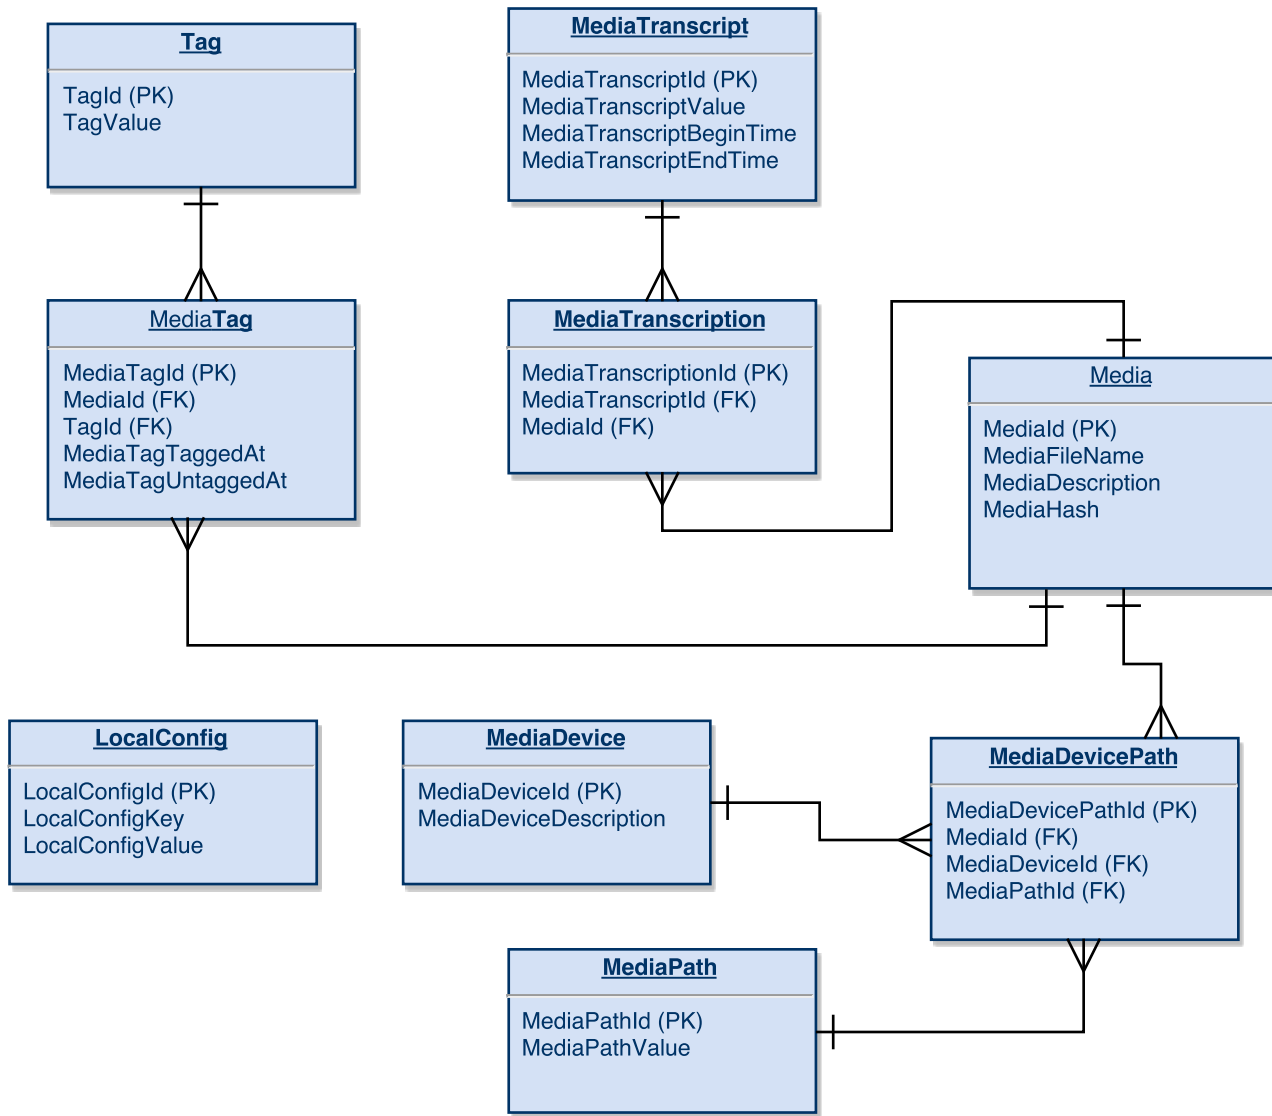 Tag
TagId (PK)
TagValue
MediaTranscript
MediaTranscriptId (PK)
MediaTranscriptValue
MediaTranscriptBeginTime
MediaTranscriptEndTime
MediaTag
MediaTagId (PK)
MediaId (FK)
TagId (FK)
MediaTagTaggedAt
MediaTagUntaggedAt
MediaTranscription
MediaTranscriptionId (PK)
MediaTranscriptId (FK)
MediaId (FK)
Media
MediaId (PK)
MediaFileName
MediaDescription
MediaHash
LocalConfig
LocalConfigId (PK)
LocalConfigKey
LocalConfigValue
MediaDevice
MediaDeviceId (PK)
MediaDeviceDescription
MediaDevicePath
MediaDevicePathId (PK)
MediaId (FK)
MediaDeviceId (FK)
MediaPathId (FK)
MediaPath
MediaPathId (PK)
MediaPathValue